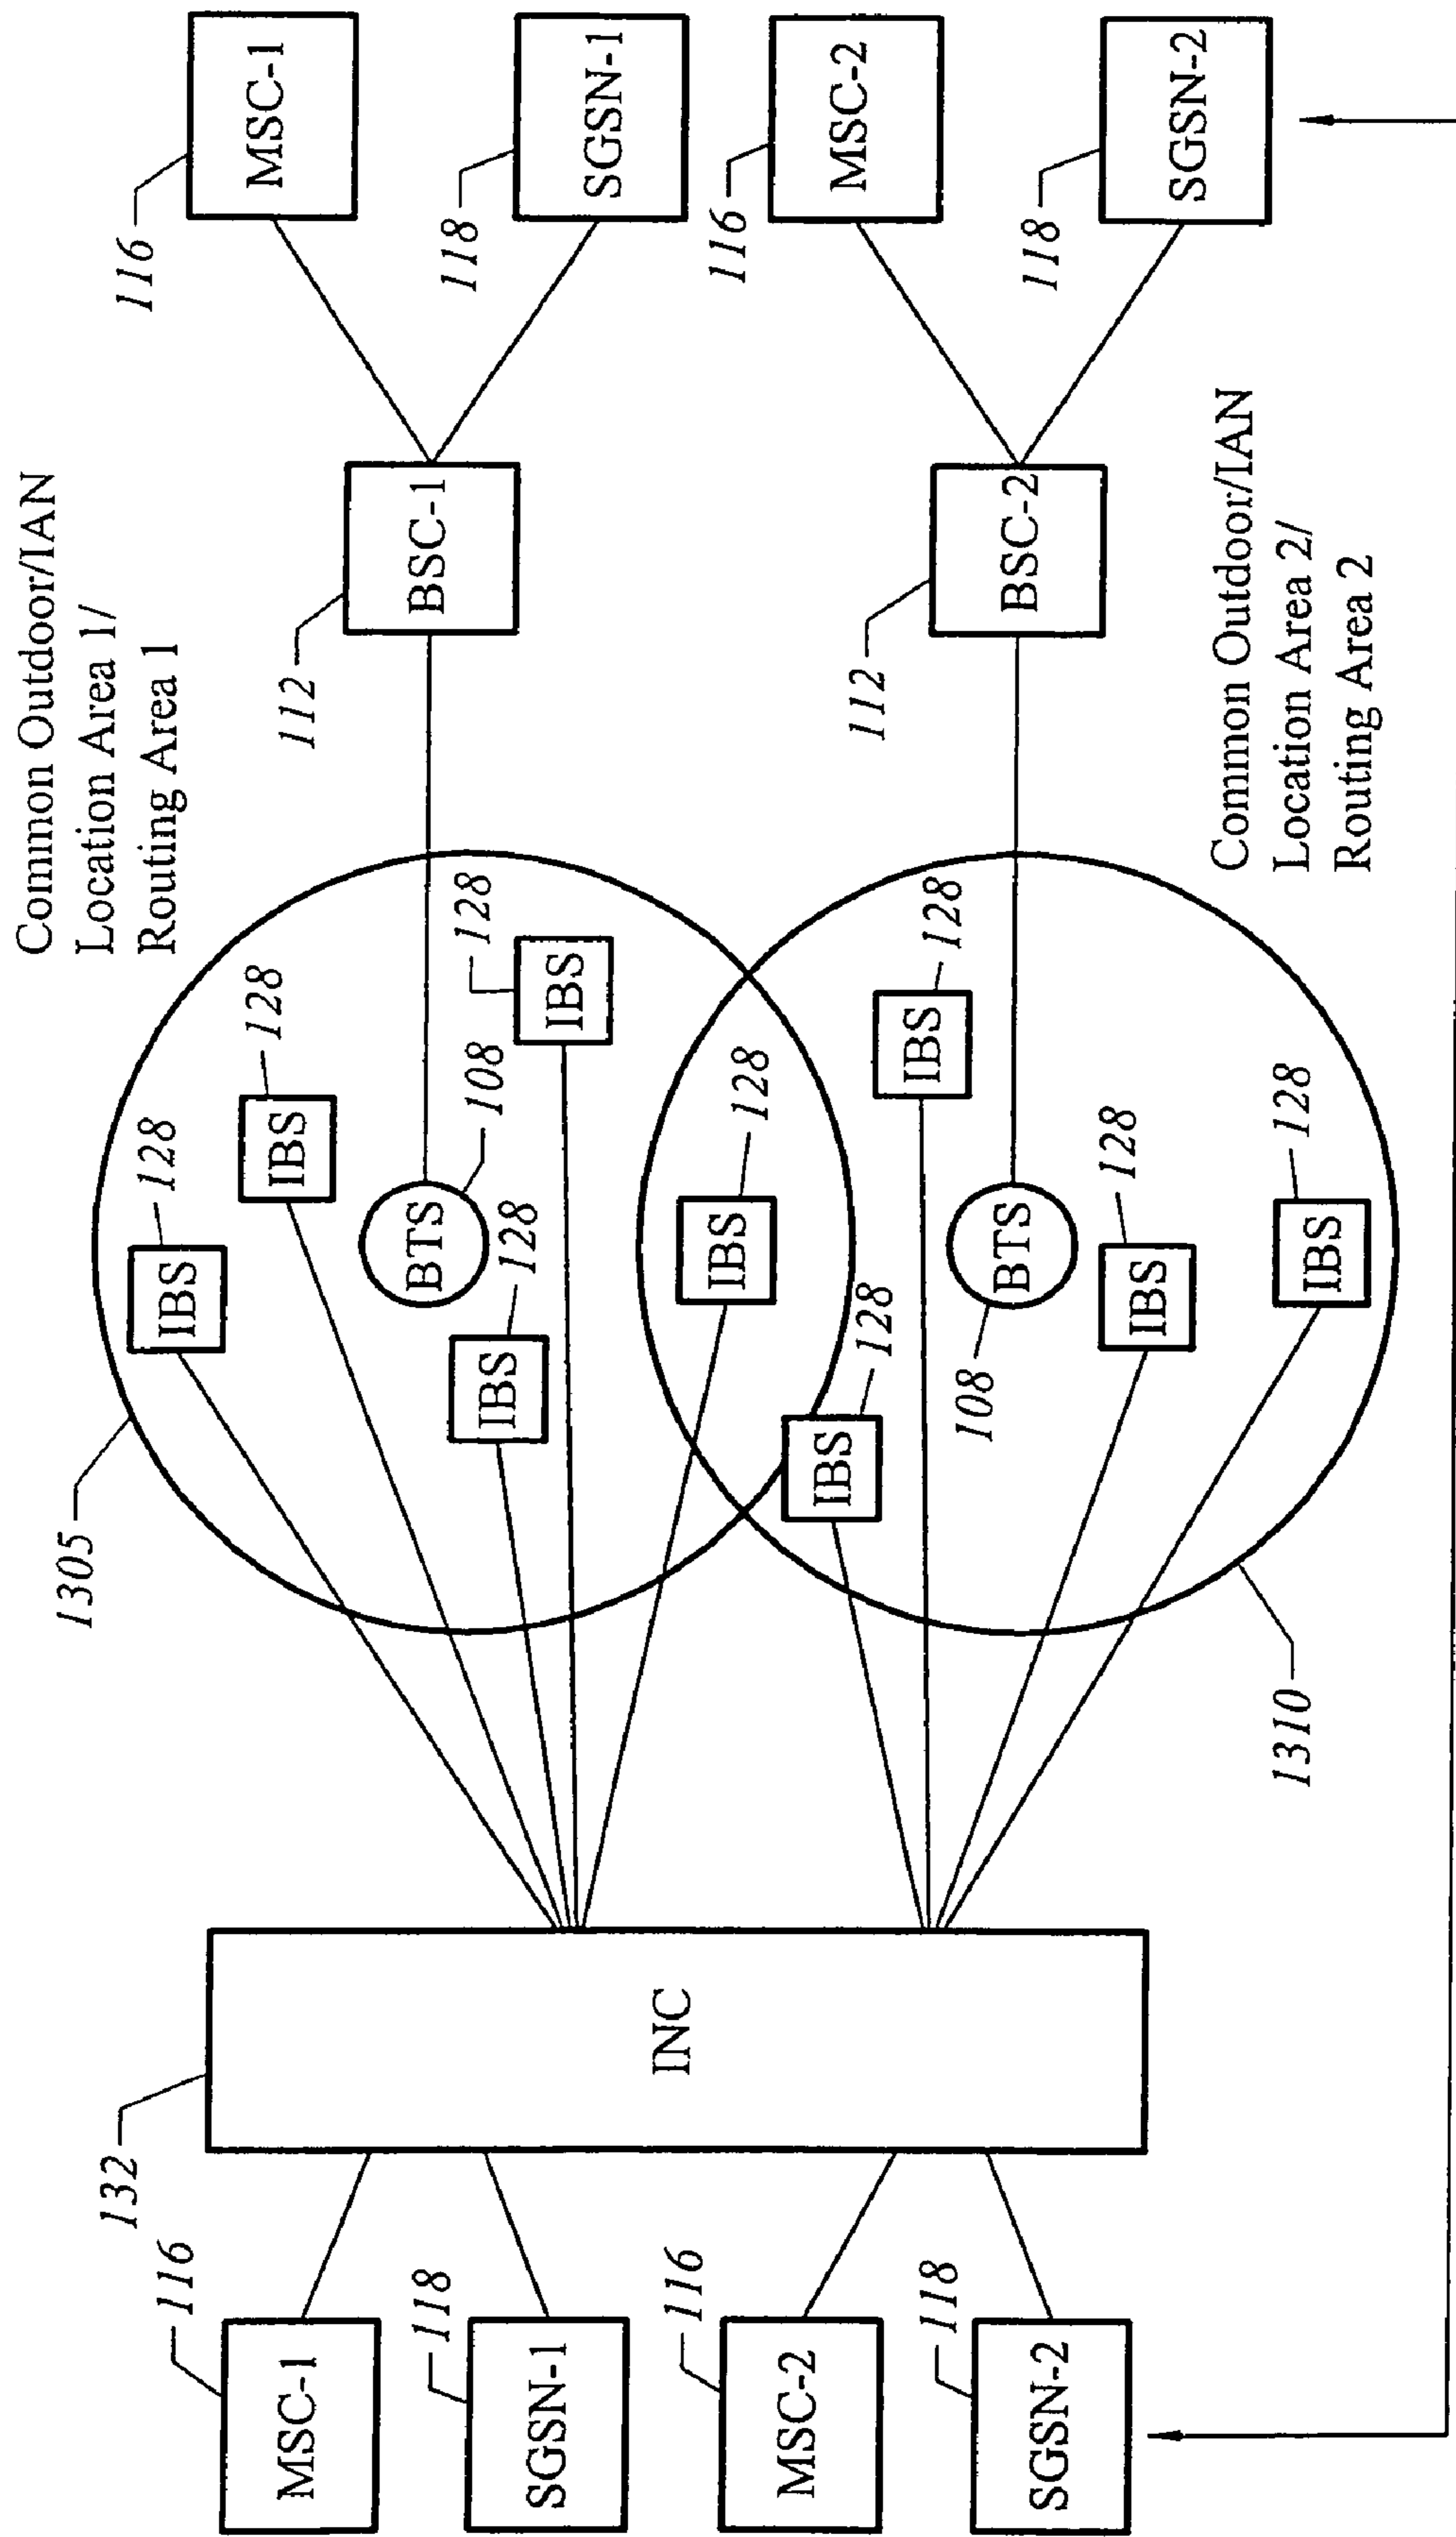 Common Outdoor/IAN
Location Area 1/
Routing Area 1
132
1305
116
MSC-1
118
SGSN-1
116
MSC-2
118
SGSN-2
INC
128
IBS
128
IBS
128
IBS
128
IBS
108
BTS
128
IBS
128
IBS
128
IBS
108
BTS
128
IBS
128
IBS
112
BSC-1
112
BSC-2
116
MSC-1
118
SGSN-1
116
MSC-2
118
SGSN-2
1310
Common Outdoor/IAN
Location Area 2/
Routing Area 2